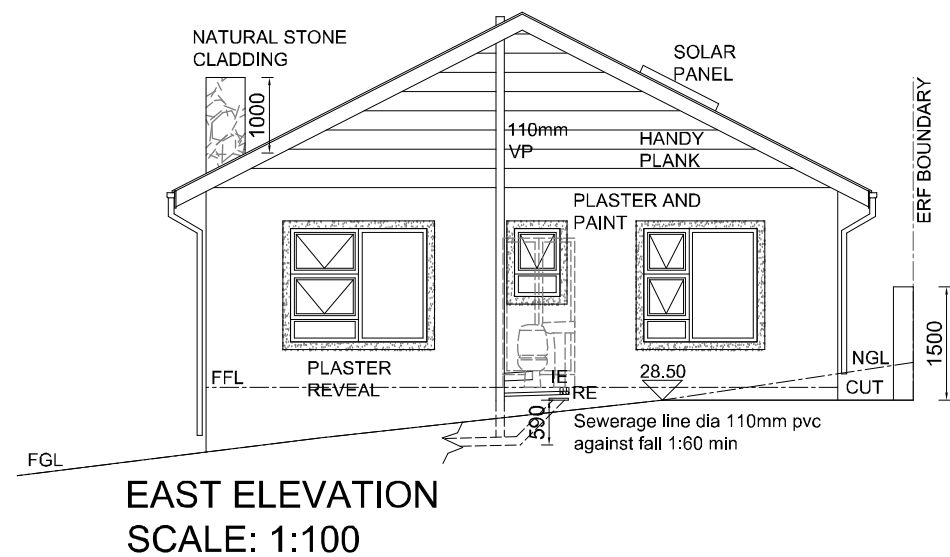 NATURAL STONE
CLADDING
SOLAR
PANEL
1000
110mm
VP
HANDY
PLANK
ERF BOUNDARY
PLASTER AND
PAINT
1500
NGL
PLASTER
REVEAL
FFL
IE
28.50
CUT
RE
590
Sewerage line dia 110mm pvc
against fall 1:60 min
FGL
EAST ELEVATION
SCALE: 1:100